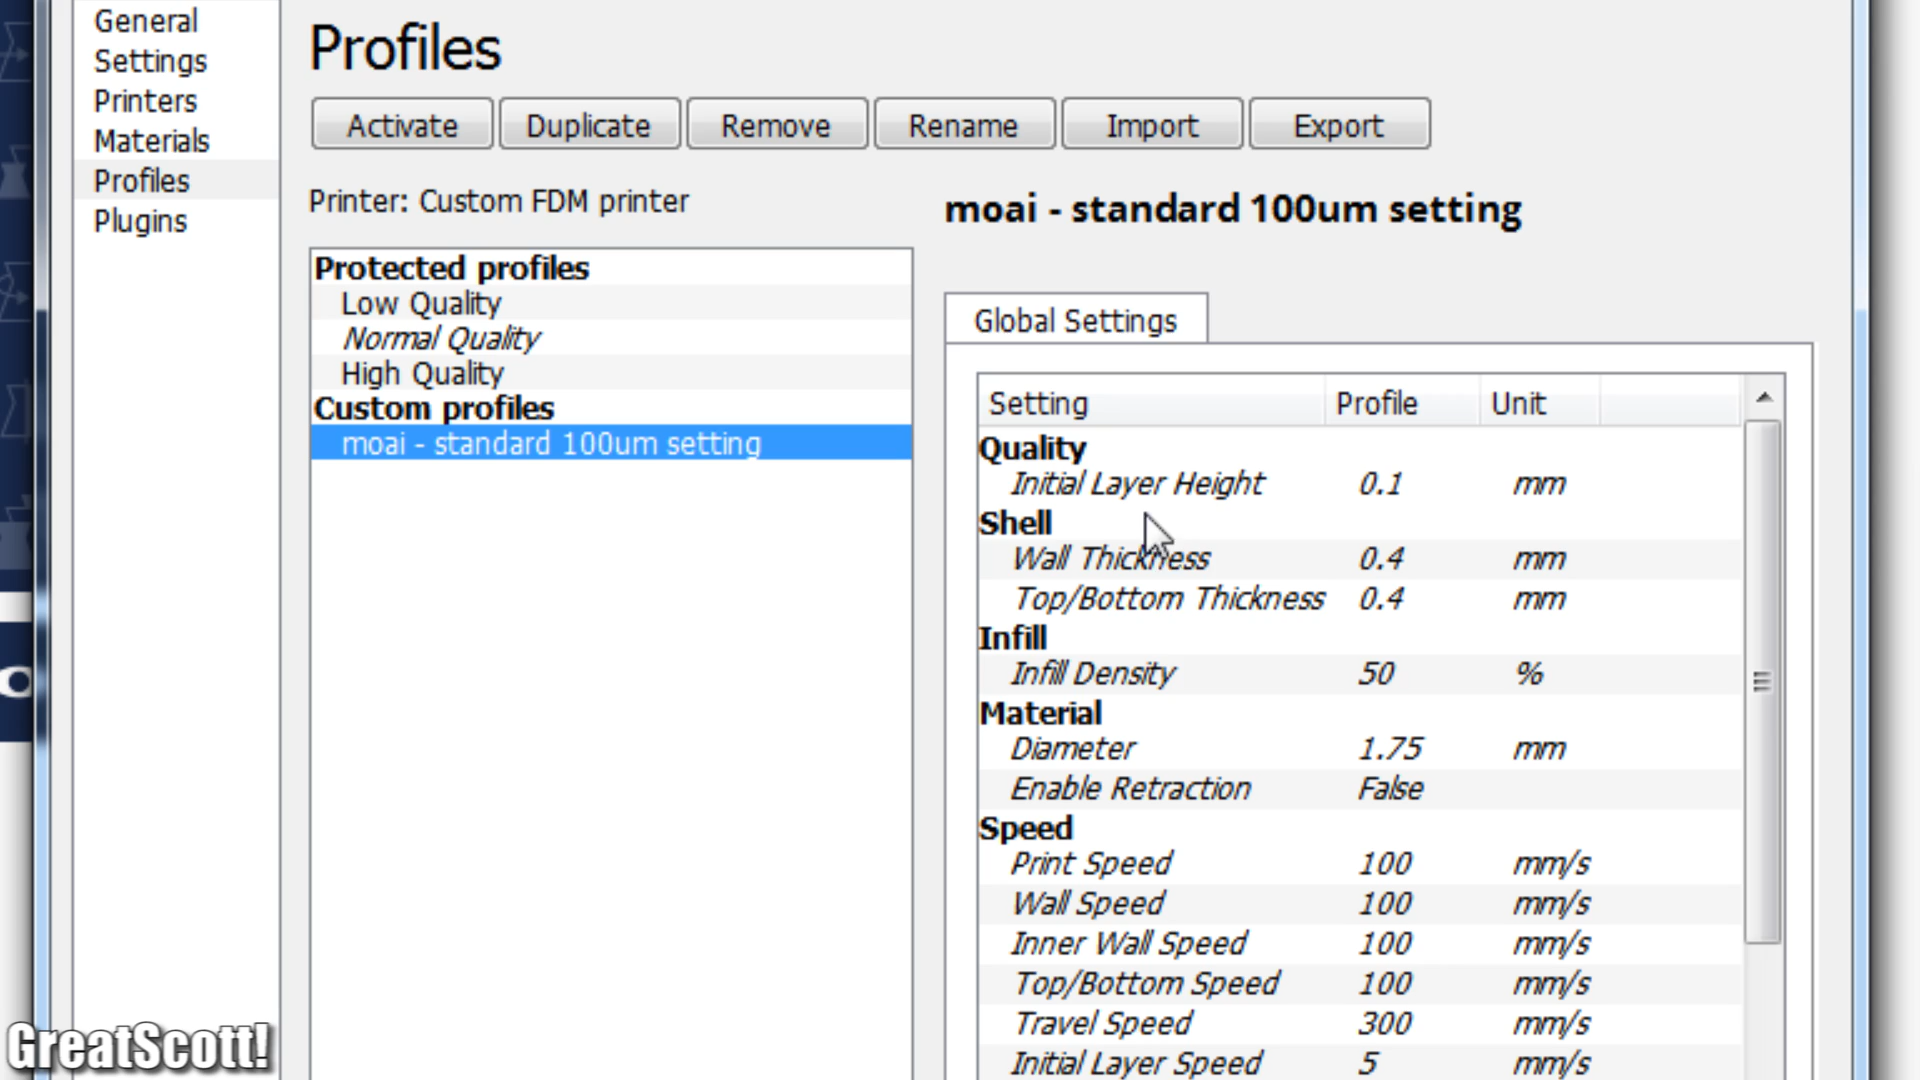 General
Settings
Printers
Materials
Profiles
Plugins
Profiles
Activate Duplicate Remove Rename Import Export
Printer: Custom FDM printer
Protected profiles
Low Quality
Normal Quality
High Quality
Custom profiles
moai - standard 100um setting
moai - standard 100um setting
Global Settings
Setting Profile Unit
Quality
Initial Layer Height 0.1 mm
Shell
Wall Thickness 0.4 mm
Top/Bottom Thickness 0.4 mm
Infill
Infill Density 50 %
Material
Diameter 1.75 mm
Enable Retraction False
Speed
Print Speed 100 mm/s
Wall Speed 100 mm/s
Inner Wall Speed 100 mm/s
Top/Bottom Speed 100 mm/s
Travel Speed 300 mm/s
Initial Layer Speed 5 mm/s
GreatScott!